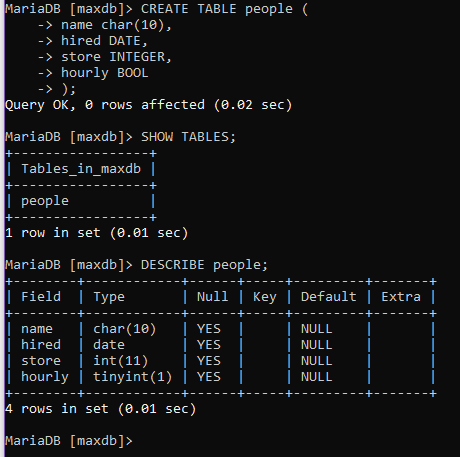 MariaDB [maxdb]> CREATE TABLE people (
    -> name char(10),
    -> hired DATE,
    -> store INTEGER,
    -> hourly BOOL
    -> );
Query OK, 0 rows affected (0.02 sec)

MariaDB [maxdb]> SHOW TABLES;
+-----------------+
| Tables_in_maxdb |
+-----------------+
| people          |
+-----------------+
1 row in set (0.01 sec)

MariaDB [maxdb]> DESCRIBE people;
+--------+------------+------+-----+---------+-------+
| Field  | Type       | Null | Key | Default | Extra |
+--------+------------+------+-----+---------+-------+
| name   | char(10)   | YES  |     | NULL    |       |
| hired  | date       | YES  |     | NULL    |       |
| store  | int(11)    | YES  |     | NULL    |       |
| hourly | tinyint(1) | YES  |     | NULL    |       |
+--------+------------+------+-----+---------+-------+
4 rows in set (0.01 sec)

MariaDB [maxdb]>